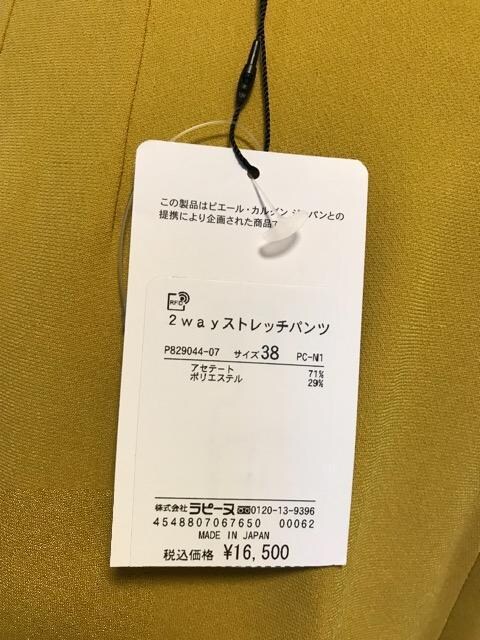 この製品はピエール・カルダン ジャパンとの
提携により企画された商品で
RFID
2wayストレッチパンツ
P829044-07 サイズ 38 PC-N1
アセテート 71%
ポリエステル 29%
株式会社 ラピーヌ 0120-13-9396
4548807067650 00062
MADE IN JAPAN
税込価格 ¥16,500